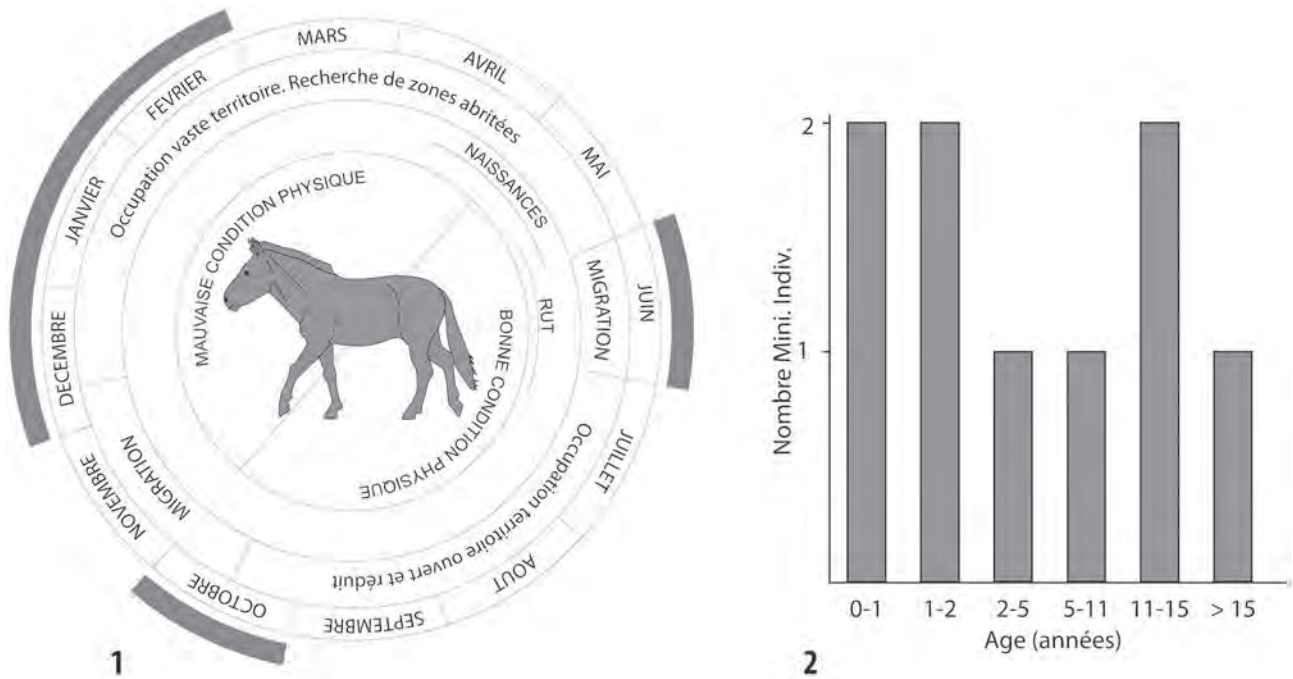 MARS
AVRIL
MAI
JUIN
JUILLET
AOUT
SEPTEMBRE
OCTOBRE
NOVEMBRE
DECEMBRE
JANVIER
FEVRIER
Occupation vaste territoire. Recherche de zones abritées
MIGRATION
Occupation territoire ouvert et réduit
MIGRATION
NAISSANCES
RUT
MAUVAISE CONDITION PHYSIQUE
BONNE CONDITION PHYSIQUE
1
Nombre Mini. Indiv.
2
1
0-1 1-2 2-5 5-11 11-15 > 15
Age (années)
2